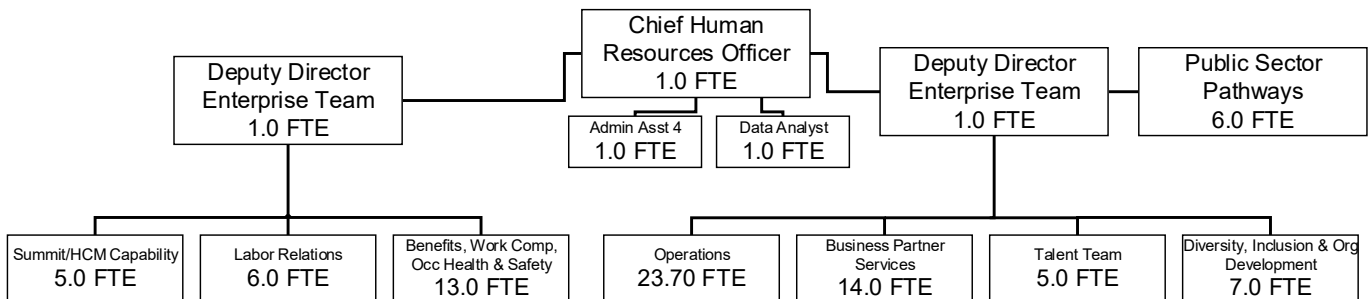 Chief Human
Resources Officer
1.0 FTE
Deputy Director
Enterprise Team
1.0 FTE
Deputy Director
Enterprise Team
1.0 FTE
Public Sector
Pathways
6.0 FTE
Admin Asst 4
1.0 FTE
Data Analyst
1.0 FTE
Summit/HCM Capability
5.0 FTE
Labor Relations
6.0 FTE
Benefits, Work Comp,
Occ Health & Safety
13.0 FTE
Operations
23.70 FTE
Business Partner
Services
14.0 FTE
Talent Team
5.0 FTE
Diversity, Inclusion & Org
Development
7.0 FTE